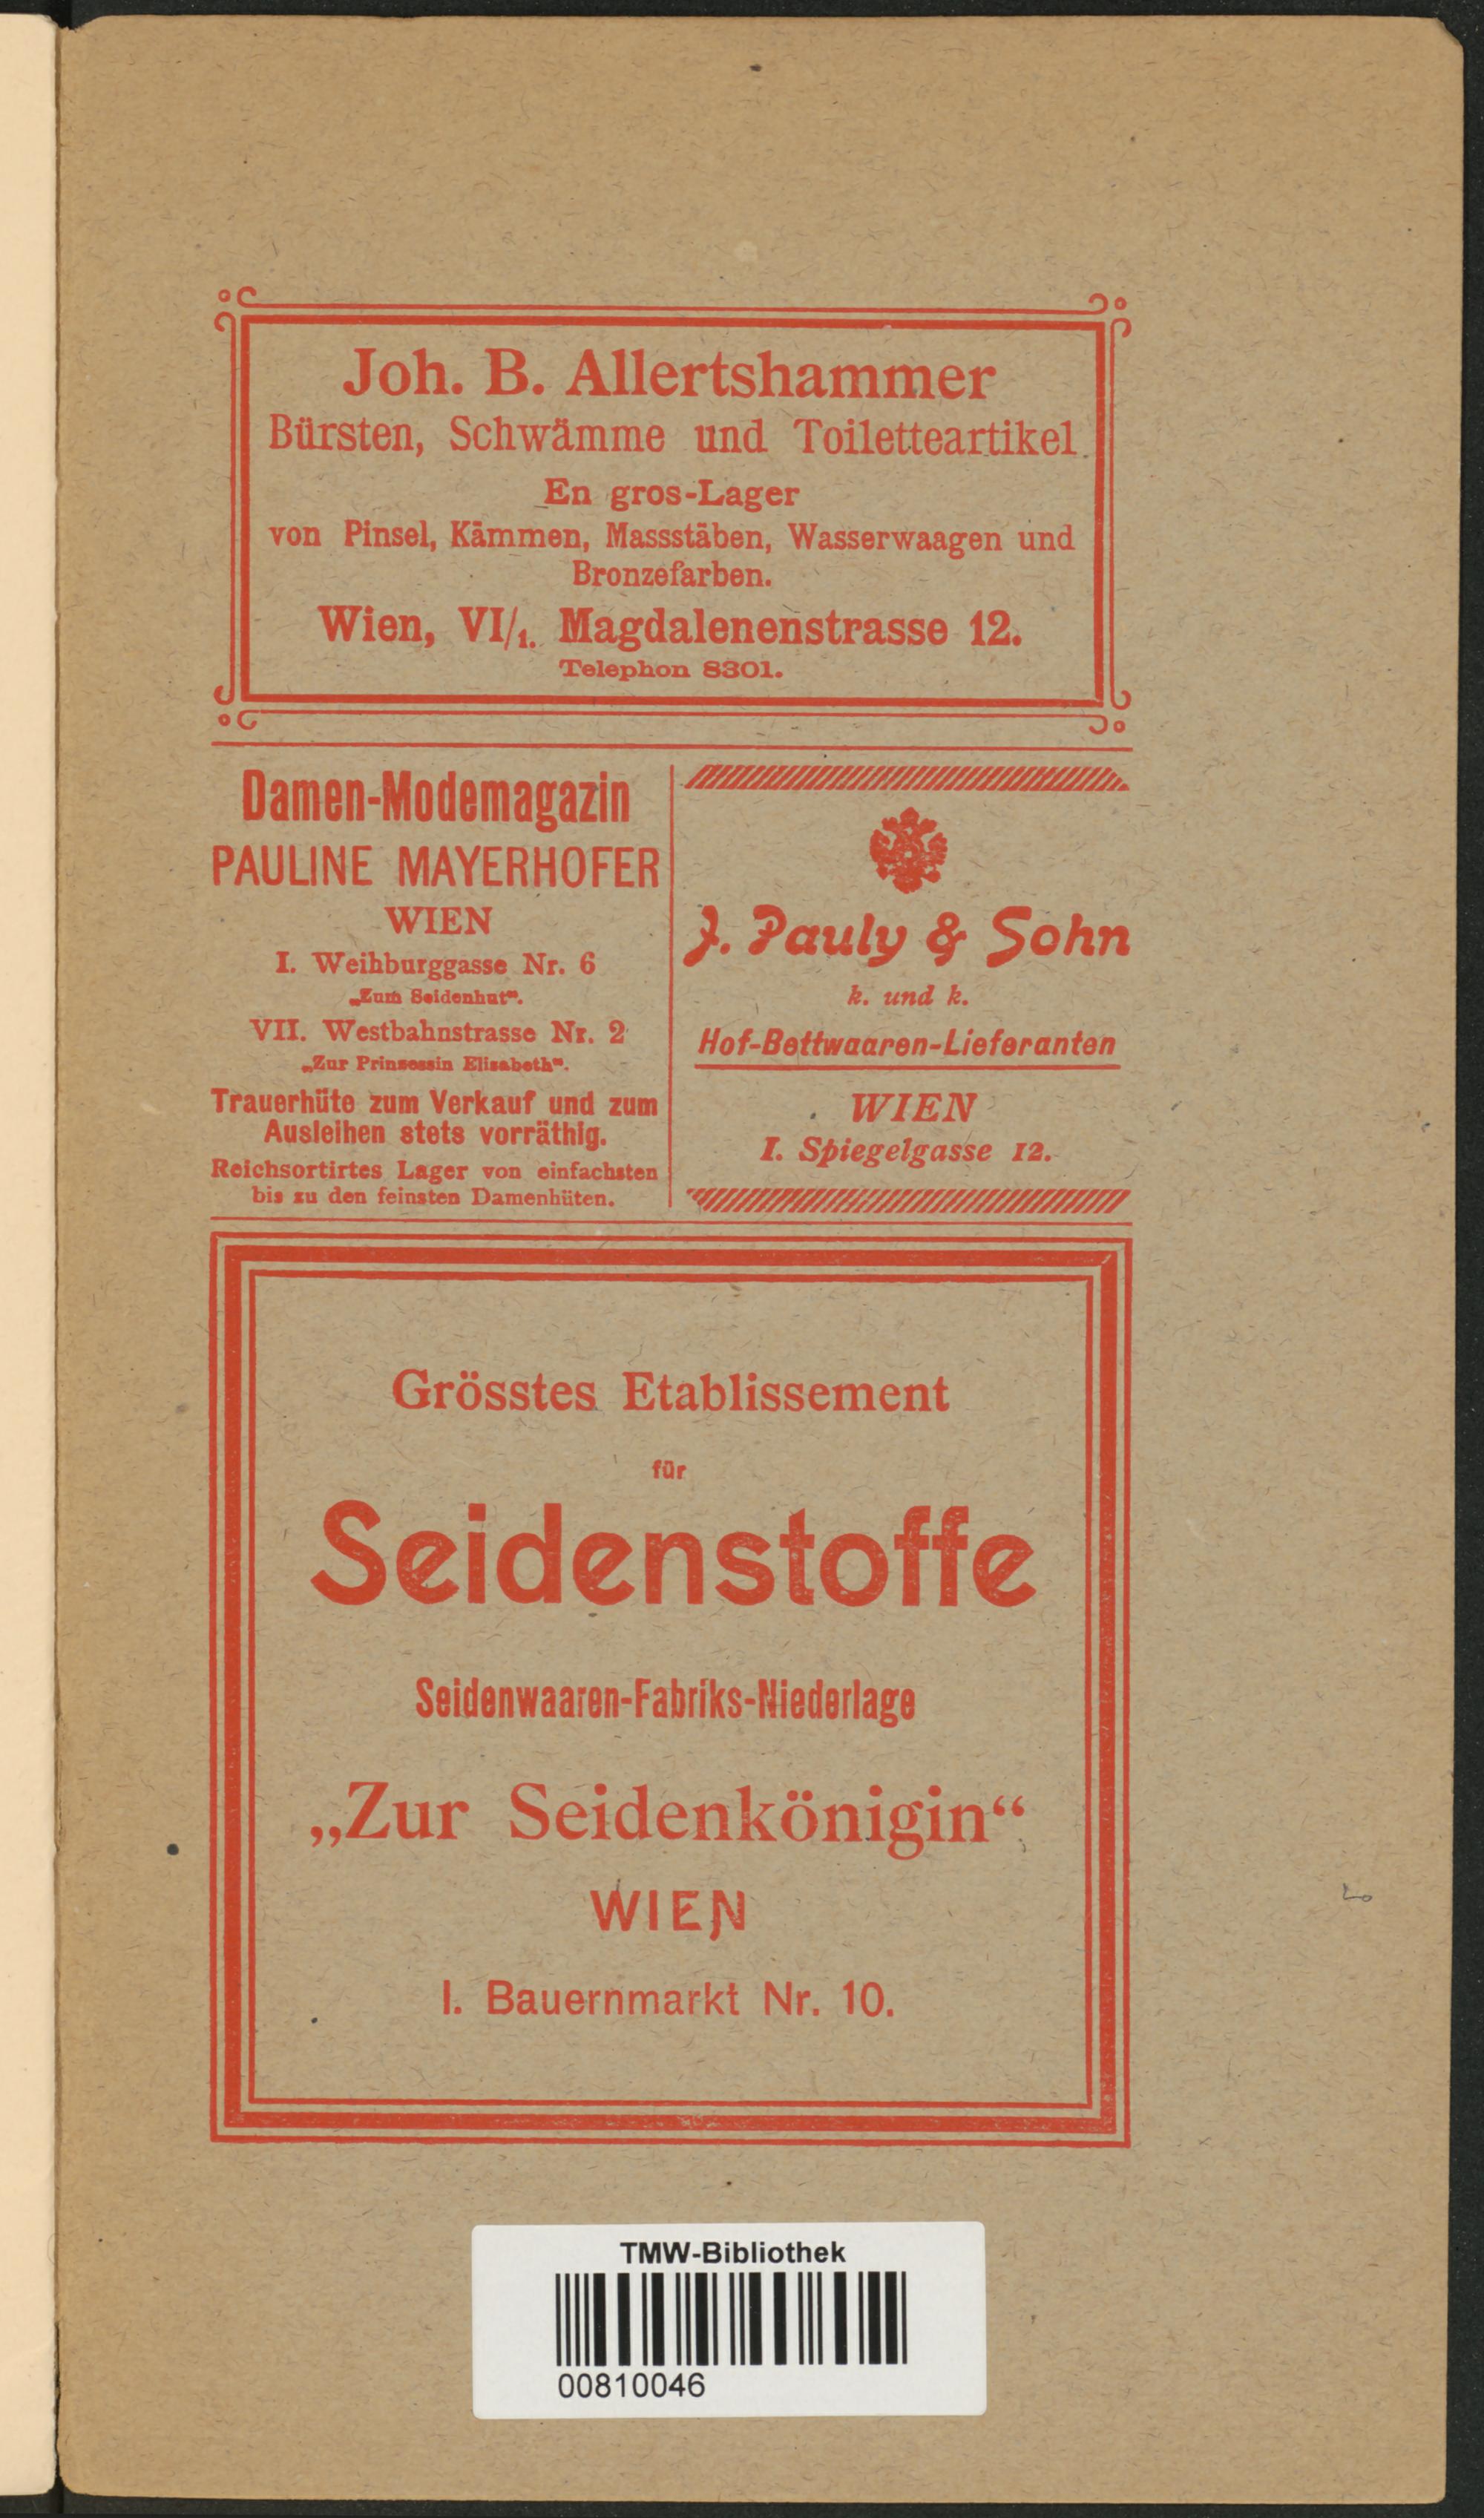 Joh. B. Allertshammer
Bürsten, Schwämme und Toiletteartikel.
En gros-Lager
von Pinsel, Kämmen, Massstäben, Wasserwaagen und
Bronzefarben.
Wien, VI/1. Magdalenenstrasse 12.
Telephon 8301.
Damen-Modemagazin
PAULINE MAYERHOFER
WIEN
I. Weihburggasse Nr. 6
„Zum Seidenhut“.
VII. Westbahnstrasse Nr. 2
„Zur Prinsessin Elisabeth“.
Trauerhüte zum Verkauf und zum
Ausleihen stets vorräthig.
Reichsortirtes Lager von einfachsten
bis zu den feinsten Damenhüten.
J. Pauly & Sohn
k. und k.
Hof-Bettwaaren-Lieferanten
WIEN
I. Spiegelgasse 12.
Grösstes Etablissement
für
Seidenstoffe
Seidenwaaren-Fabriks-Niederlage
„Zur Seidenkönigin“
WIEN
I. Bauernmarkt Nr. 10.
TMW-Bibliothek
00810046